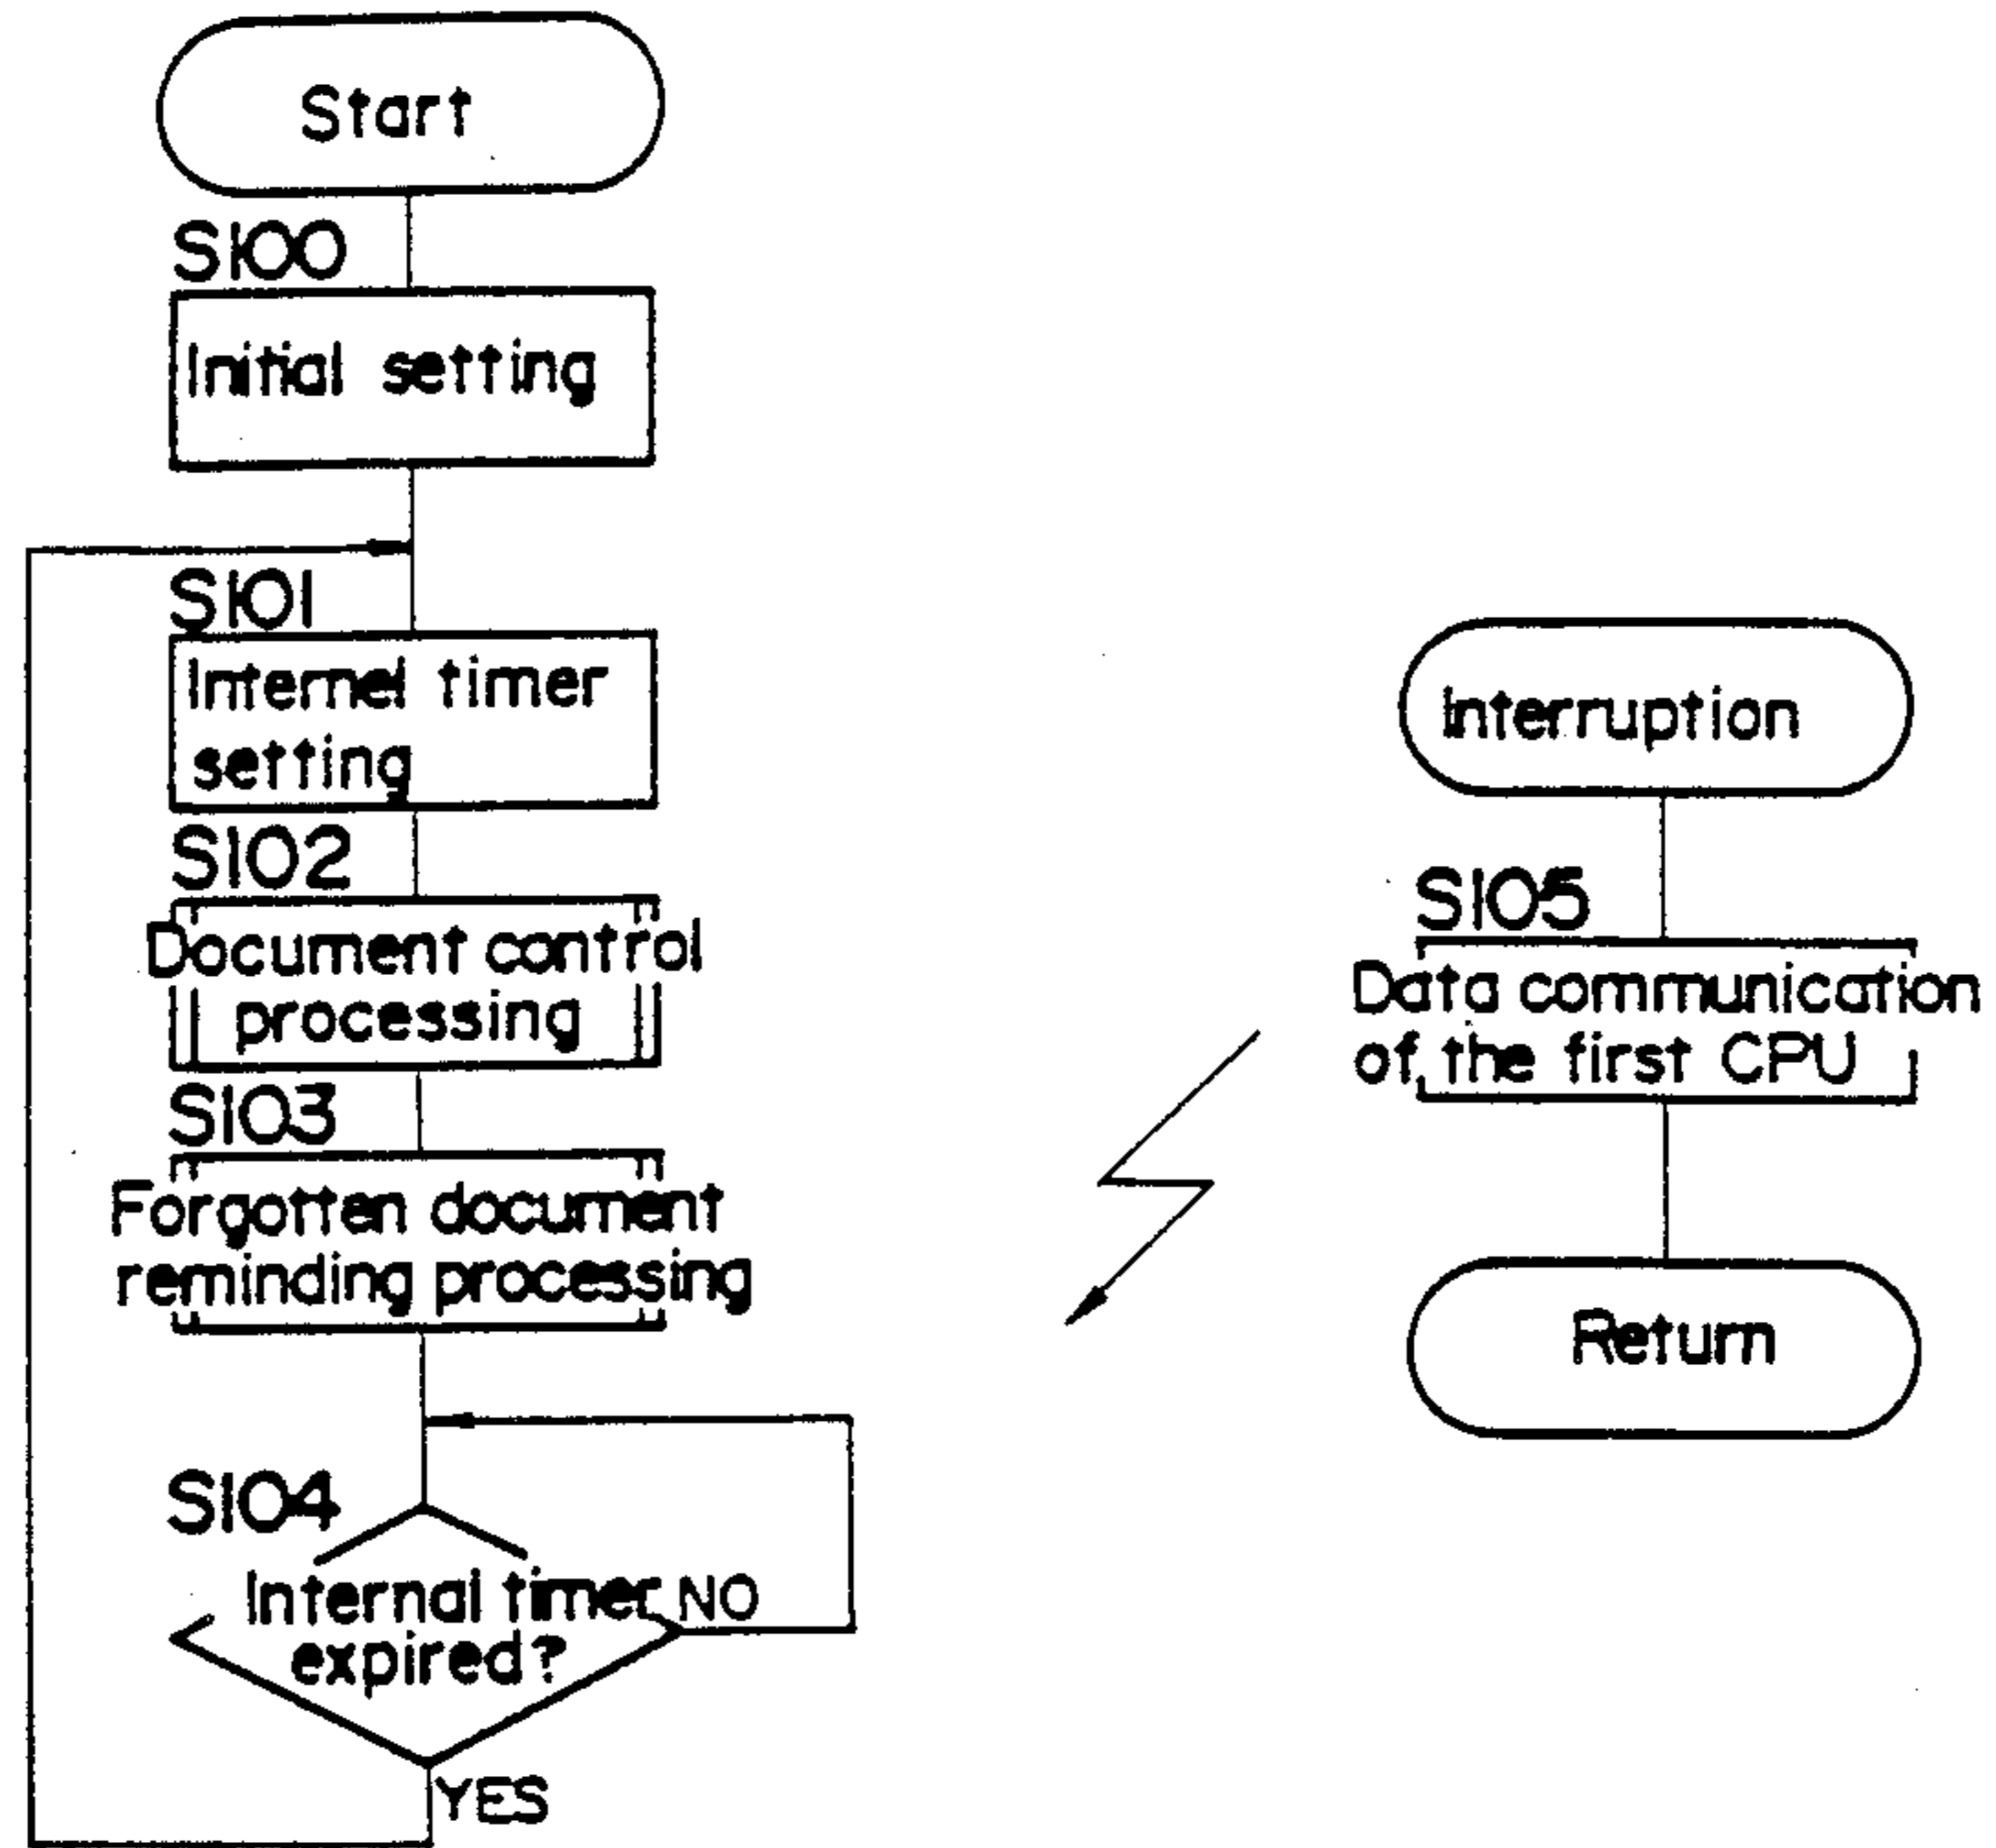 Start
S100
Initial setting
S101
Internel timer
setting
S102
Document control
processing
S103
Forgotten document
reminding processing
S104
Internal timer
expired?
NO
YES
Interruption
S105
Data communication
of the first CPU
Return